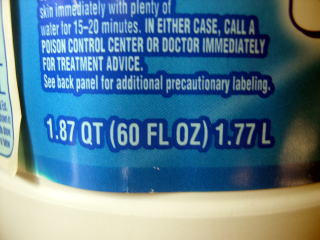 skin immediately with plenty of
water for 15-20 minutes. IN EITHER CASE, CALL A
POISON CONTROL CENTER OR DOCTOR IMMEDIATELY
FOR TREATMENT ADVICE.
See back panel for additional precautionary labeling.
1.87 QT (60 FL OZ) 1.77 L